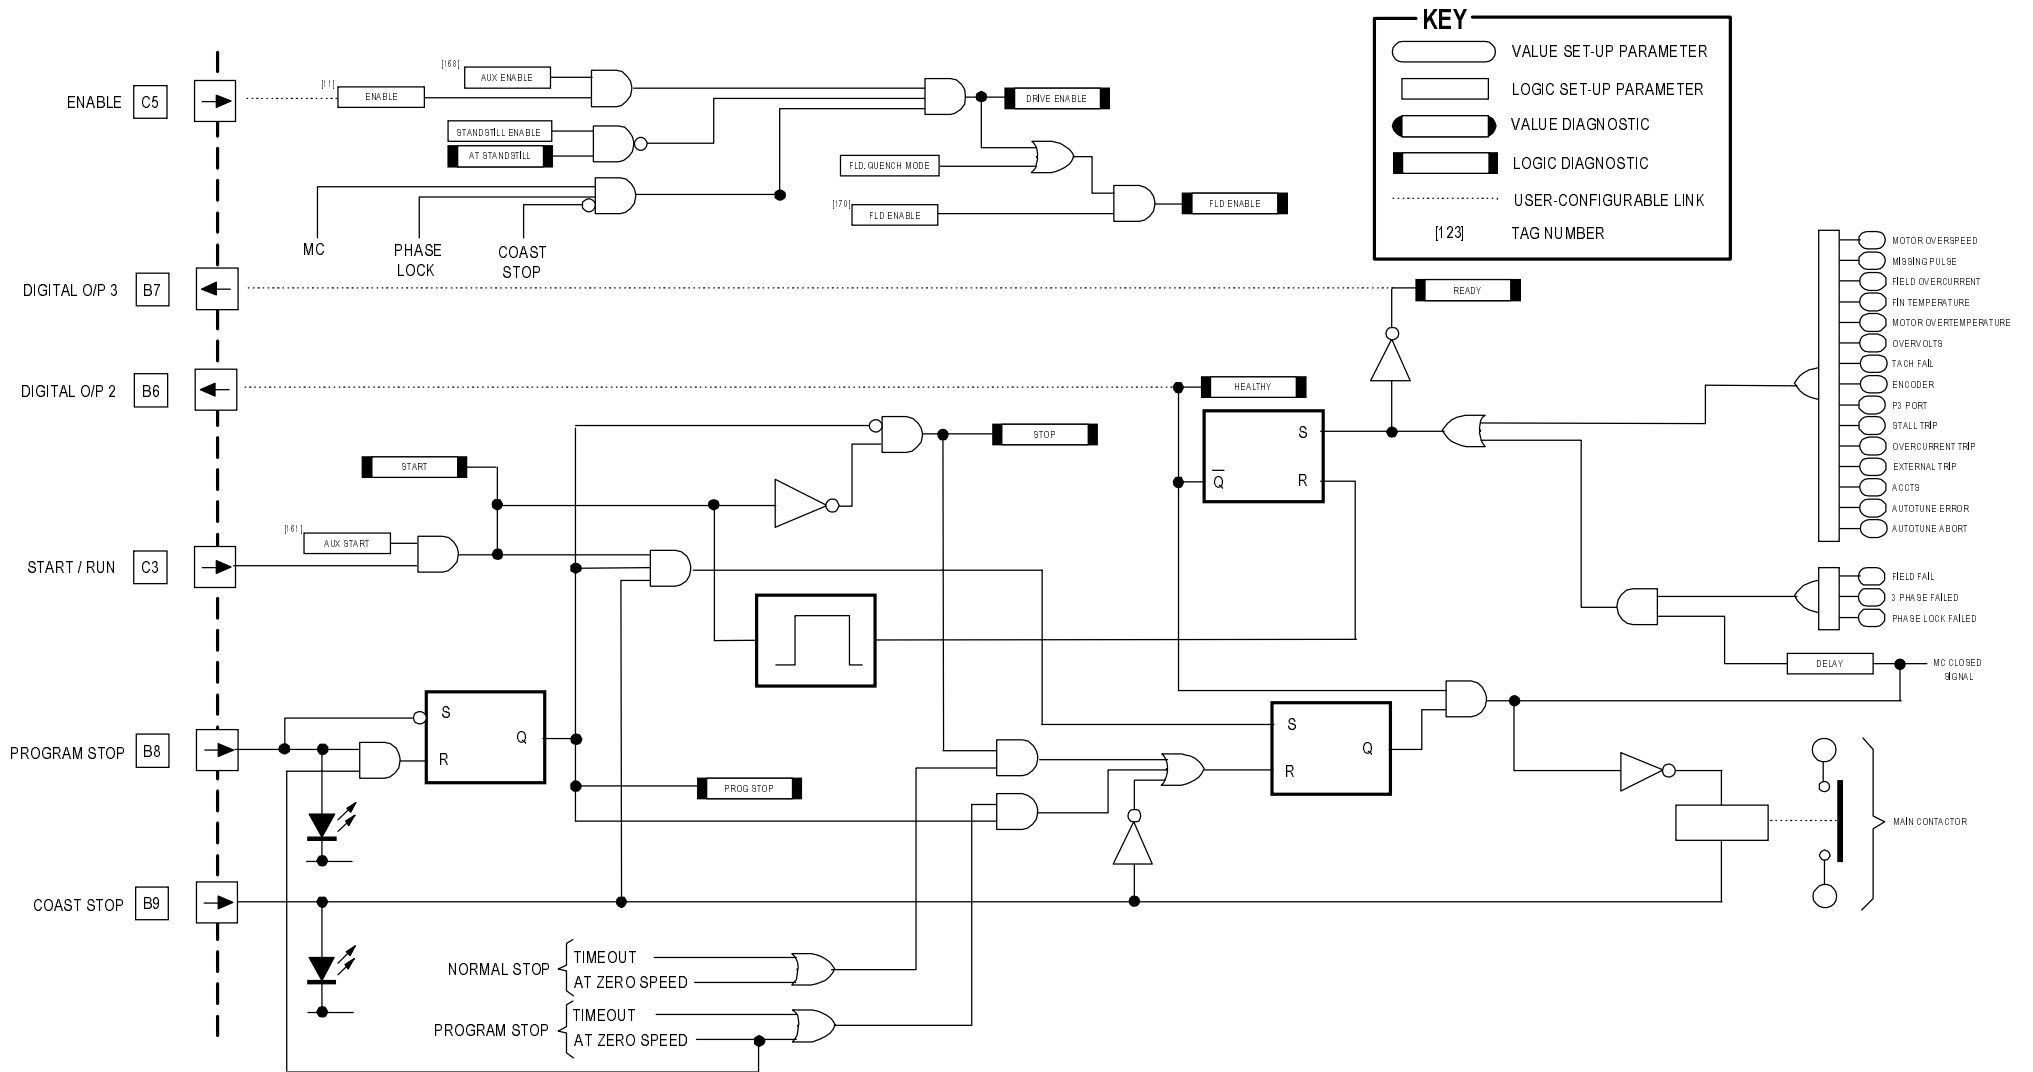 KEY
VALUE SET-UP PARAMETER
LOGIC SET-UP PARAMETER
VALUE DIAGNOSTIC
LOGIC DIAGNOSTIC
USER-CONFIGURABLE LINK
[123] TAG NUMBER
ENABLE C5
[11]
ENABLE
[168]
AUX ENABLE
STANDSTILL ENABLE
AT STANDSTILL
DRIVE ENABLE
FLD. QUENCH MODE
[170]
FLD ENABLE
FLD ENABLE
MC
PHASE
LOCK
COAST
STOP
DIGITAL O/P 3 B7
READY
DIGITAL O/P 2 B6
HEALTHY
S
R
Q
MOTOR OVERSPEED
MISSING PULSE
FIELD OVERCURRENT
FIN TEMPERATURE
MOTOR OVERTEMPERATURE
OVERVOLTS
TACH FAIL
ENCODER
P3 PORT
STALL TRIP
OVERCURRENT TRIP
EXTERNAL TRIP
ACCTS
AUTOTUNE ERROR
AUTOTUNE ABORT
FIELD FAIL
3 PHASE FAILED
PHASE LOCK FAILED
DELAY
MC CLOSED
SIGNAL
START
STOP
[161]
AUX START
START / RUN C3
PROGRAM STOP B8
S
R
Q
PROG STOP
S
R
Q
MAIN CONTACTOR
COAST STOP B9
NORMAL STOP
TIMEOUT
AT ZERO SPEED
PROGRAM STOP
TIMEOUT
AT ZERO SPEED